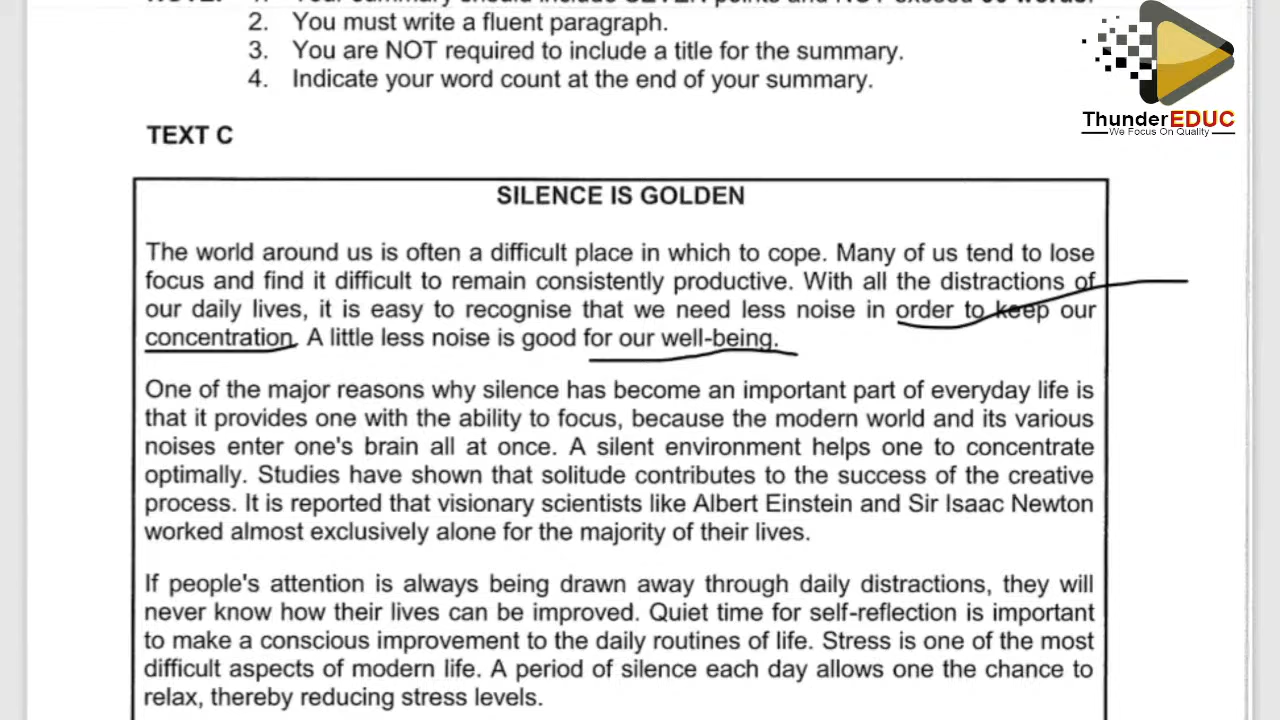 2. You must write a fluent paragraph.
3. You are NOT required to include a title for the summary.
4. Indicate your word count at the end of your summary.
ThunderEDUC
We Focus On Quality
TEXT C
SILENCE IS GOLDEN
The world around us is often a difficult place in which to cope. Many of us tend to lose
focus and find it difficult to remain consistently productive. With all the distractions of
our daily lives, it is easy to recognise that we need less noise in order to keep our
concentration. A little less noise is good for our well-being.
One of the major reasons why silence has become an important part of everyday life is
that it provides one with the ability to focus, because the modern world and its various
noises enter one's brain all at once. A silent environment helps one to concentrate
optimally. Studies have shown that solitude contributes to the success of the creative
process. It is reported that visionary scientists like Albert Einstein and Sir Isaac Newton
worked almost exclusively alone for the majority of their lives.
If people's attention is always being drawn away through daily distractions, they will
never know how their lives can be improved. Quiet time for self-reflection is important
to make a conscious improvement to the daily routines of life. Stress is one of the most
difficult aspects of modern life. A period of silence each day allows one the chance to
relax, thereby reducing stress levels.